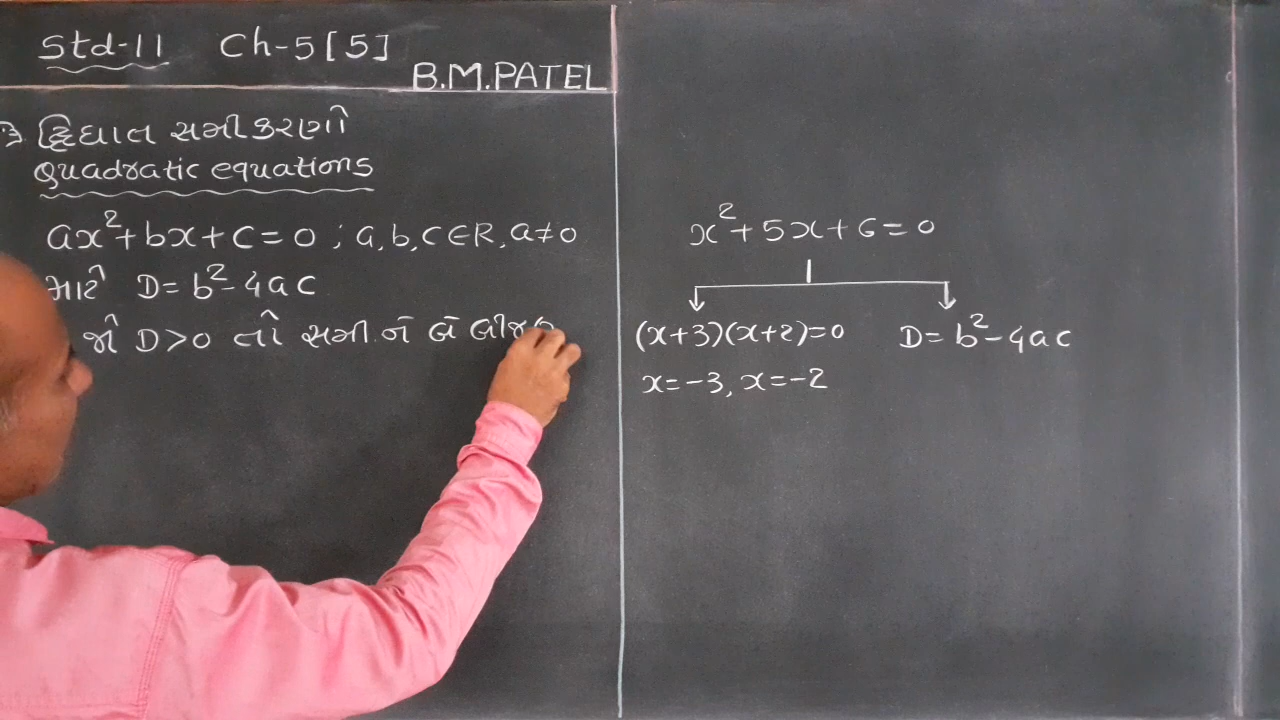 Std-11 Ch-5[5]
B.M.PATEL
→ દ્વિઘાત સમીકરણો
Quadratic equations
ax²+bx+c=0 ; a,b,c∈R, a≠0
માટે D= b²-4ac
જો D>0 તો સમી.ને બે બીજ
x²+5x+6=0
(x+3)(x+2)=0 D= b²-4ac
x=-3, x=-2